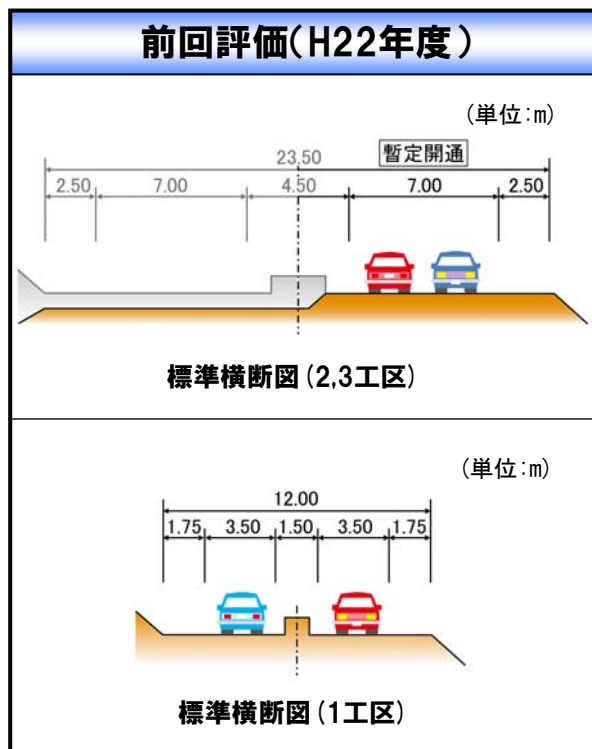 前回評価(H22年度)
(単位:m)
23.50 暫定開通
2.50 7.00 4.50 7.00 2.50
標準横断図(2,3工区)
(単位:m)
12.00
1.75 3.50 1.50 3.50 1.75
標準横断図(1工区)